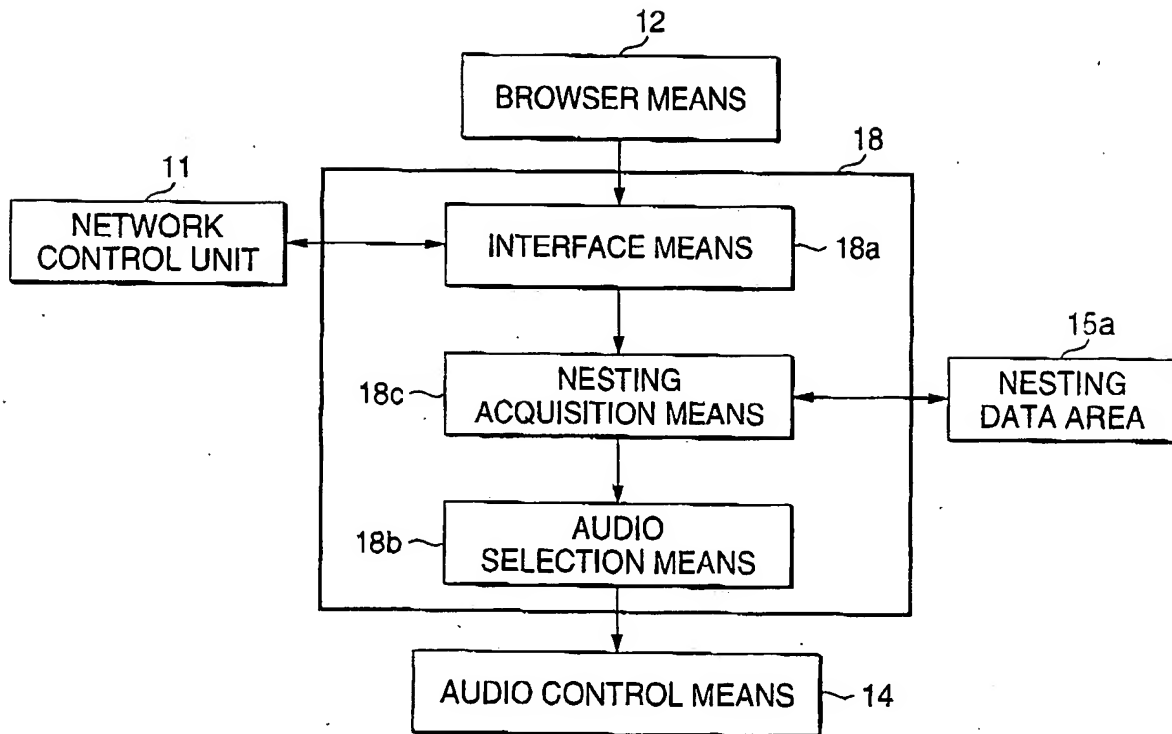 12
BROWSER MEANS
18
11
NETWORK
CONTROL UNIT
INTERFACE MEANS
18a
15a
18c
NESTING
ACQUISITION MEANS
NESTING
DATA AREA
18b
AUDIO
SELECTION MEANS
AUDIO CONTROL MEANS
14